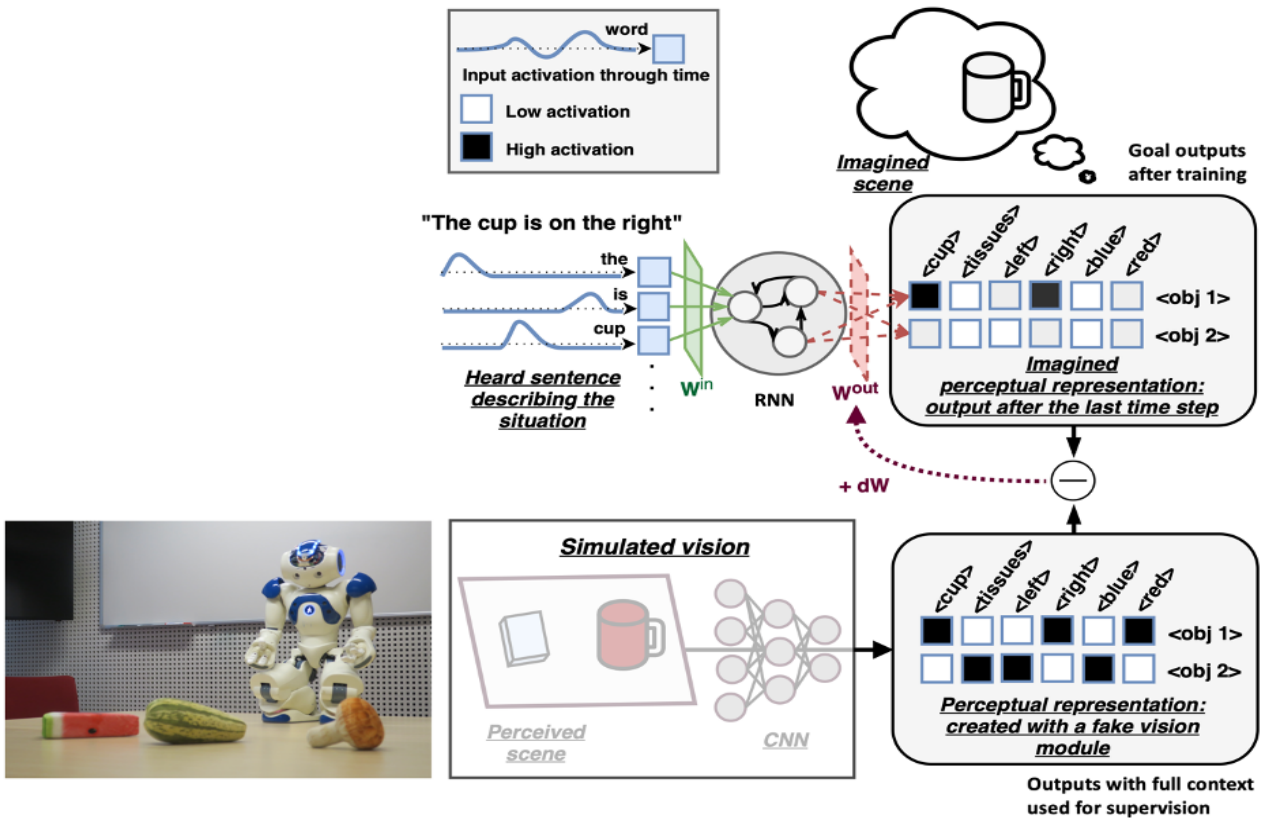 word
Input activation through time
Low activation
High activation
Imagined
scene
Goal outputs
after training
"The cup is on the right"
the
is
cup
Heard sentence
describing the
situation
Wⁱⁿ
RNN
Wᵒᵘᵗ
<cup>
<tissues>
<left>
<right>
<blue>
<red>
<obj 1>
<obj 2>
Imagined
perceptual representation:
output after the last time step
+ dW
Simulated vision
Perceived
scene
CNN
<cup>
<tissues>
<left>
<right>
<blue>
<red>
<obj 1>
<obj 2>
Perceptual representation:
created with a fake vision
module
Outputs with full context
used for supervision